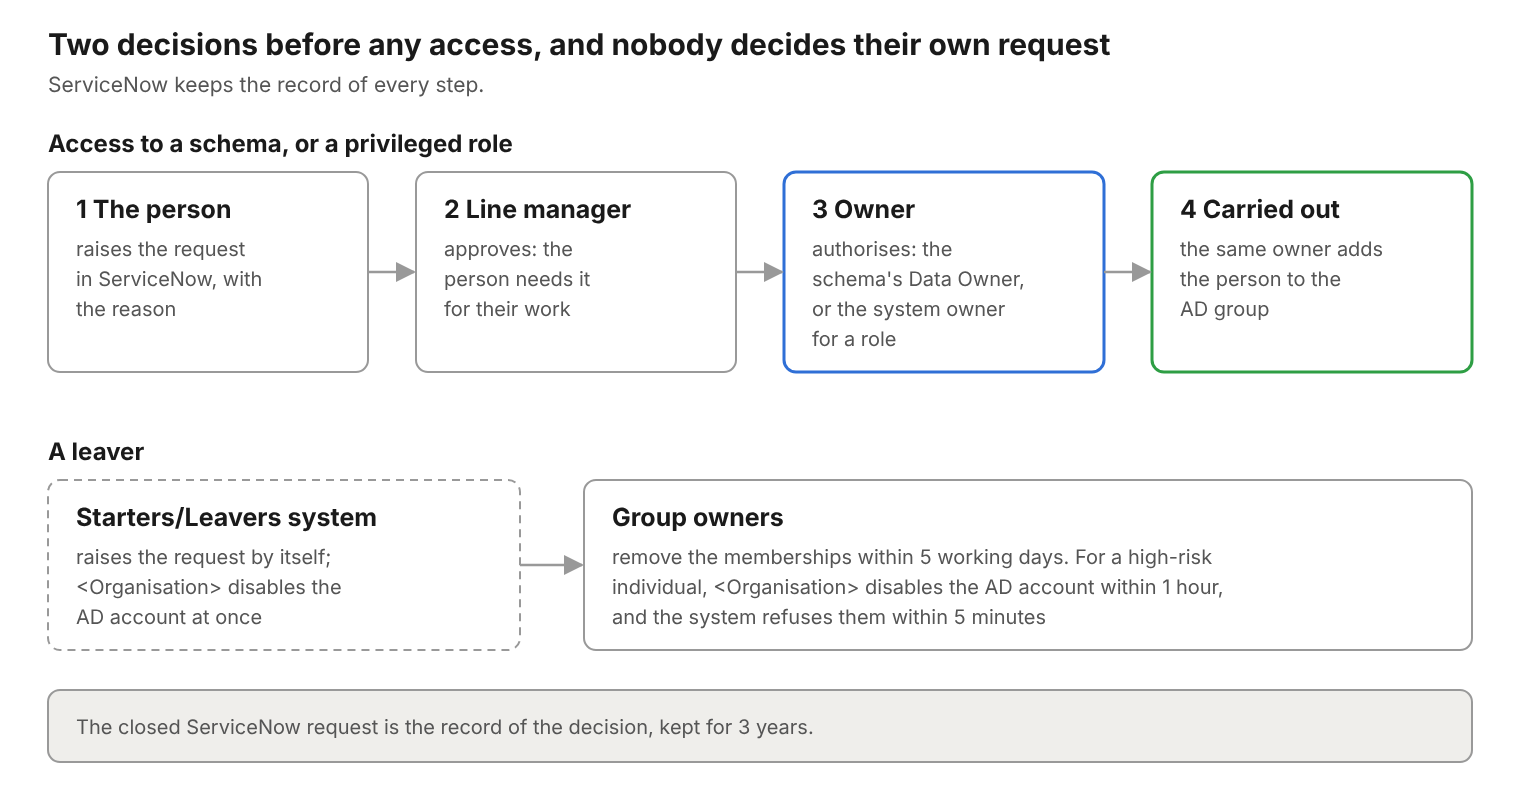 Two decisions before any access, and nobody decides their own request
ServiceNow keeps the record of every step.
Access to a schema, or a privileged role
1 The person
raises the request
in ServiceNow, with
the reason
2 Line manager
approves: the
person needs it
for their work
3 Owner
authorises: the
schema's Data Owner,
or the system owner
for a role
4 Carried out
the same owner adds
the person to the
AD group
A leaver
Starters/Leavers system
raises the request by itself;
<Organisation> disables the
AD account at once
Group owners
remove the memberships within 5 working days. For a high-risk
individual, <Organisation> disables the AD account within 1 hour,
and the system refuses them within 5 minutes
The closed ServiceNow request is the record of the decision, kept for 3 years.